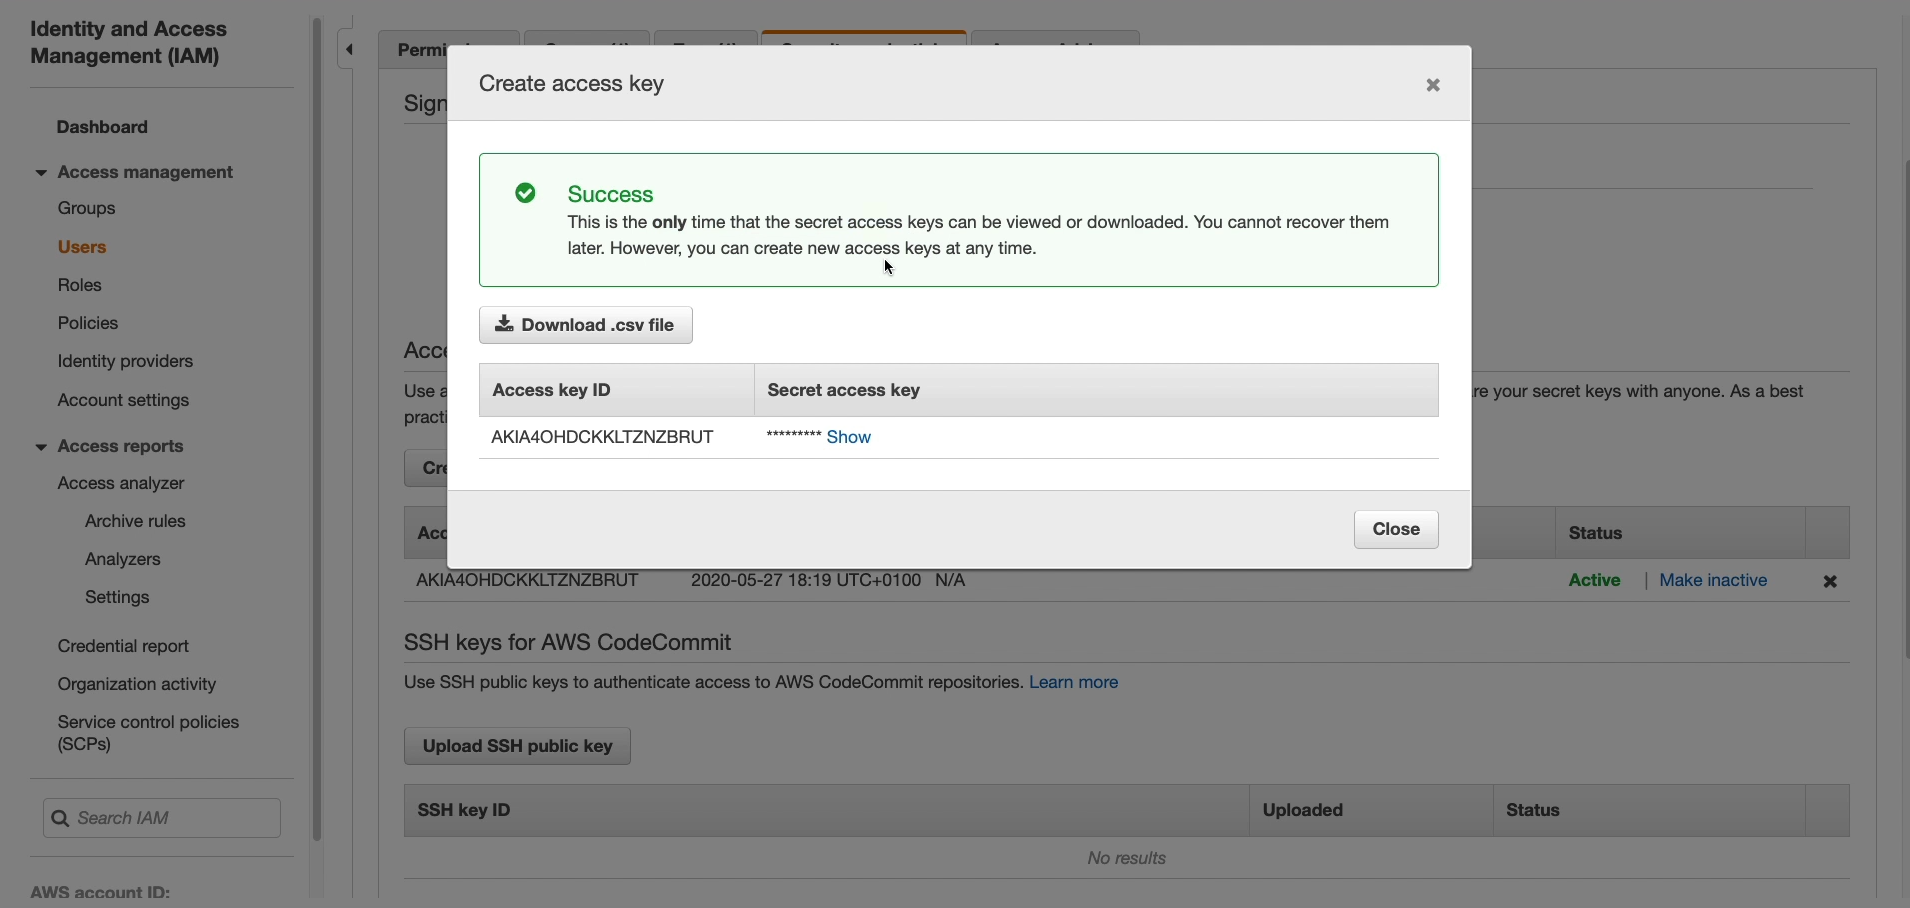 Identity and Access
Management (IAM)
Dashboard
Access management
Groups
Users
Roles
Policies
Identity providers
Account settings
Access reports
Access analyzer
Archive rules
Analyzers
Settings
Credential report
Organization activity
Service control policies
(SCPs)
Search IAM
AWS account ID:
Create access key
Success
This is the only time that the secret access keys can be viewed or downloaded. You cannot recover them
later. However, you can create new access keys at any time.
Download .csv file
Access key ID Secret access key
AKIA4OHDCKKLTZNZBRUT ********* Show
Close
Use
re your secret keys with anyone. As a best
Status
AKIA4OHDCKKLTZNZBRUT 2020-05-27 18:19 UTC+0100 N/A Active | Make inactive
SSH keys for AWS CodeCommit
Use SSH public keys to authenticate access to AWS CodeCommit repositories. Learn more
Upload SSH public key
SSH key ID Uploaded Status
No results